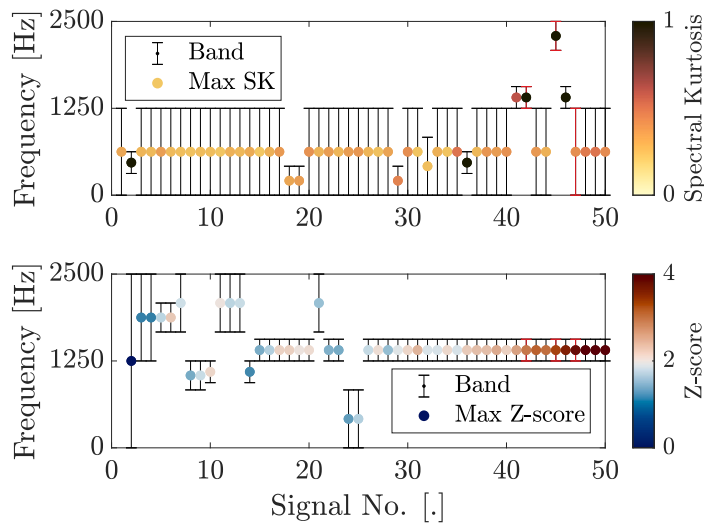 2500
1250
0
Frequency [Hz]
Band
Max SK
0
10
20
30
40
50
1
0
Spectral Kurtosis
2500
1250
0
Frequency [Hz]
Band
Max Z-score
0
10
20
30
40
50
Signal No. [.]
4
2
0
Z-score